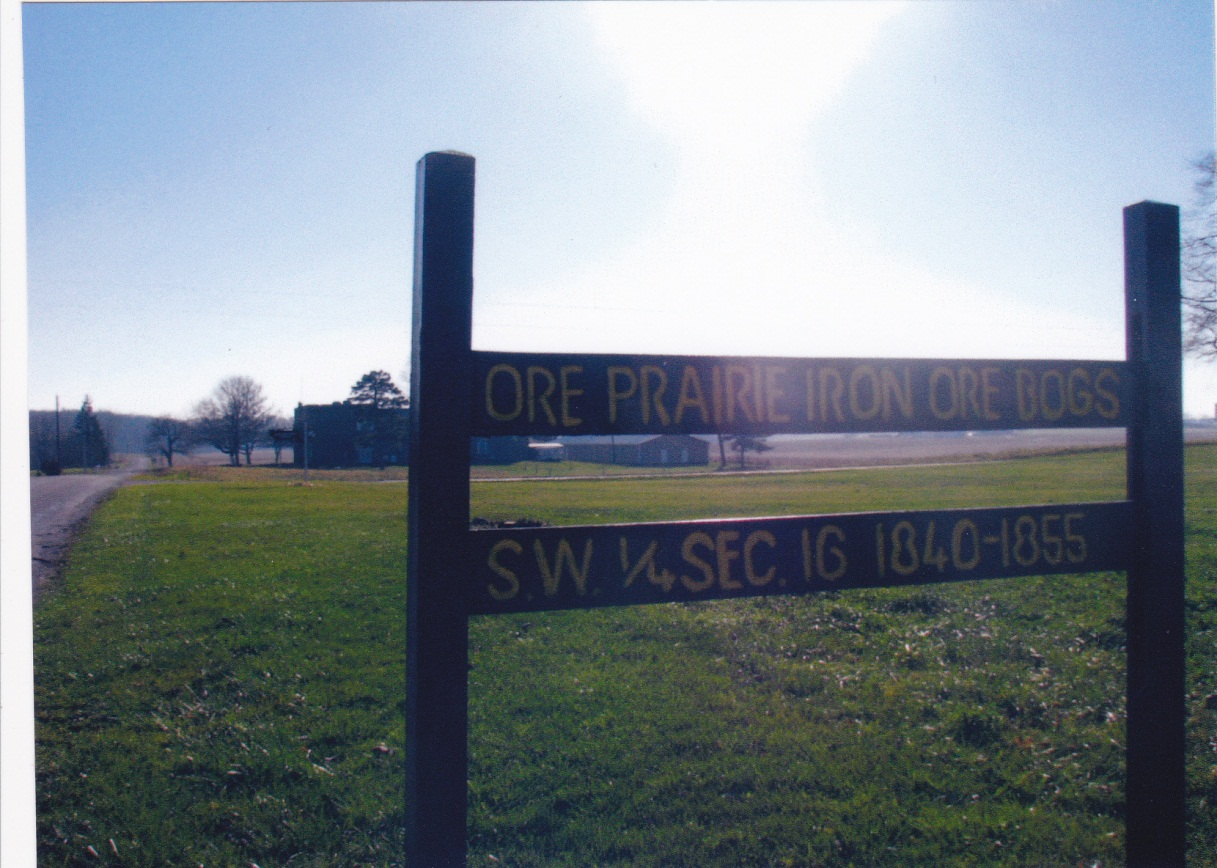 ORE PRAIRIE IRON ORE BOGS
S.W. 1/4 SEC. 16 1840-1855